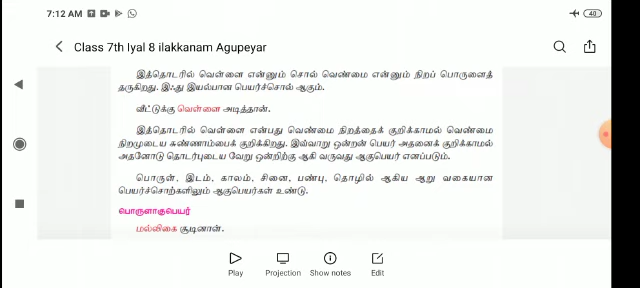 7:12 AM
40
Class 7th Iyal 8 ilakkanam Agupeyar
இத்தொடரில் வெள்ளை என்னும் சொல் வெண்மை என்னும் நிறப் பொருளைத்
தருகிறது. இஃது இயல்பான பெயர்ச்சொல் ஆகும்.
வீட்டுக்கு வெள்ளை அடித்தான்.
இத்தொடரில் வெள்ளை என்பது வெண்மை நிறத்தைக் குறிக்காமல் வெண்மை
நிறமுடைய சுண்ணாம்பைக் குறிக்கிறது. இவ்வாறு ஒன்றன் பெயர் அதனைக் குறிக்காமல்
அதனோடு தொடர்புடைய வேறு ஒன்றிற்கு ஆகி வருவது ஆகுபெயர் எனப்படும்.
பொருள், இடம், காலம், சினை, பண்பு, தொழில் ஆகிய ஆறு வகையான
பெயர்ச்சொற்களிலும் ஆகுபெயர்கள் உண்டு.
பொருளாகுபெயர்
மல்லிகை சூடினாள்.
Play Projection Show notes Edit